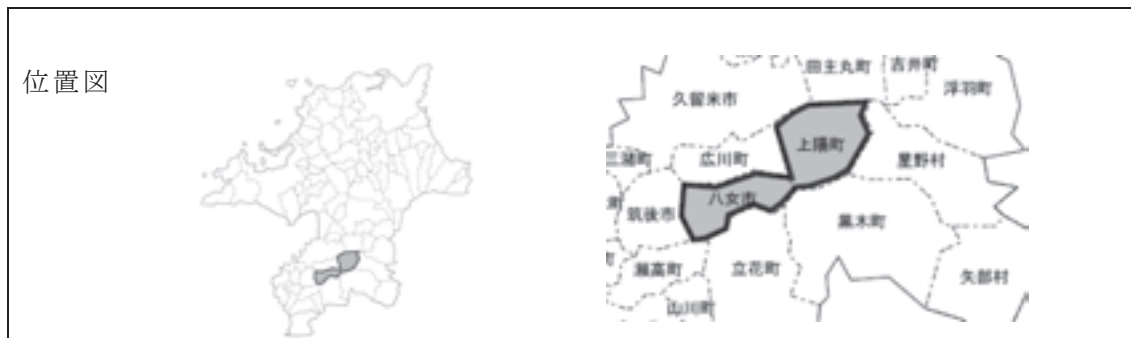 位置図
田主丸町
吉井町
浮羽町
久留米市
上陽町
広川町
三潴町
星野村
八女市
筑後市
黒木町
瀬高町
立花町
矢部村
山川町